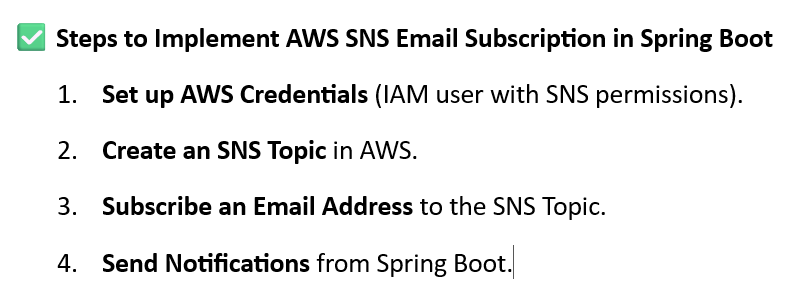 ✅ Steps to Implement AWS SNS Email Subscription in Spring Boot
1. Set up AWS Credentials (IAM user with SNS permissions).
2. Create an SNS Topic in AWS.
3. Subscribe an Email Address to the SNS Topic.
4. Send Notifications from Spring Boot.